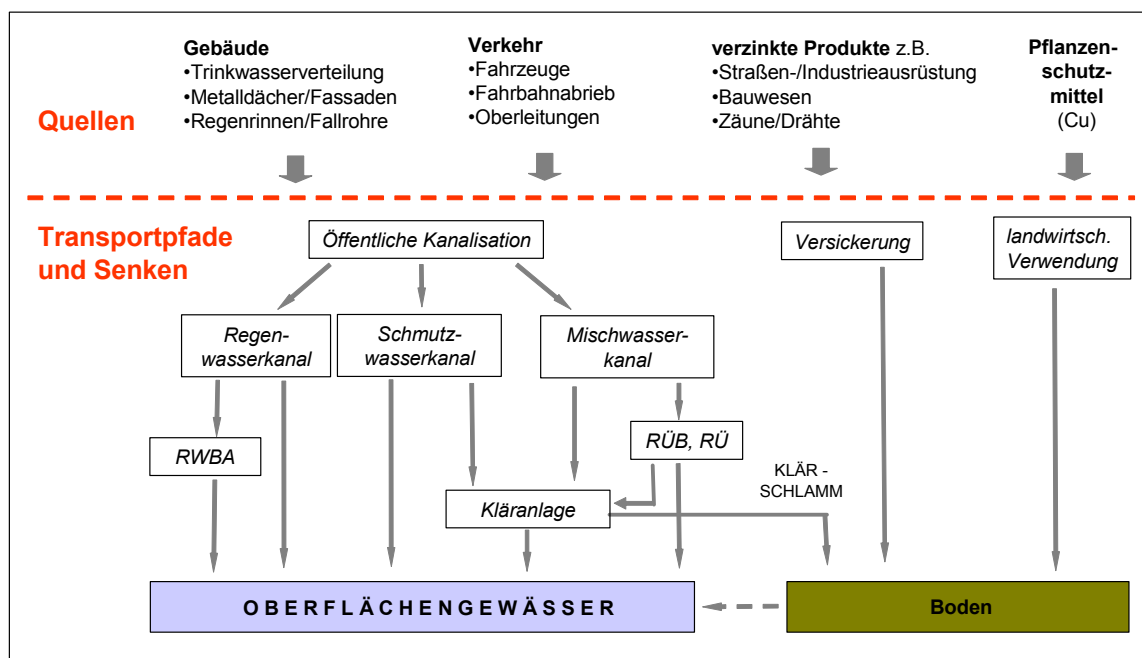 Quellen
Gebäude
•Trinkwasserverteilung
•Metalldächer/Fassaden
•Regenrinnen/Fallrohre
Verkehr
•Fahrzeuge
•Fahrbahnabrieb
•Oberleitungen
verzinkte Produkte z.B.
•Straßen-/Industrieausrüstung
•Bauwesen
•Zäune/Drähte
Pflanzen-
schutz-
mittel
(Cu)
Transportpfade
und Senken
Öffentliche Kanalisation
Versickerung
landwirtsch.
Verwendung
Regen-
wasserkanal
Schmutz-
wasserkanal
Mischwasser-
kanal
RWBA
RÜB, RÜ
Kläranlage
KLÄR -
SCHLAMM
OBERFLÄCHENGEWÄSSER
Boden